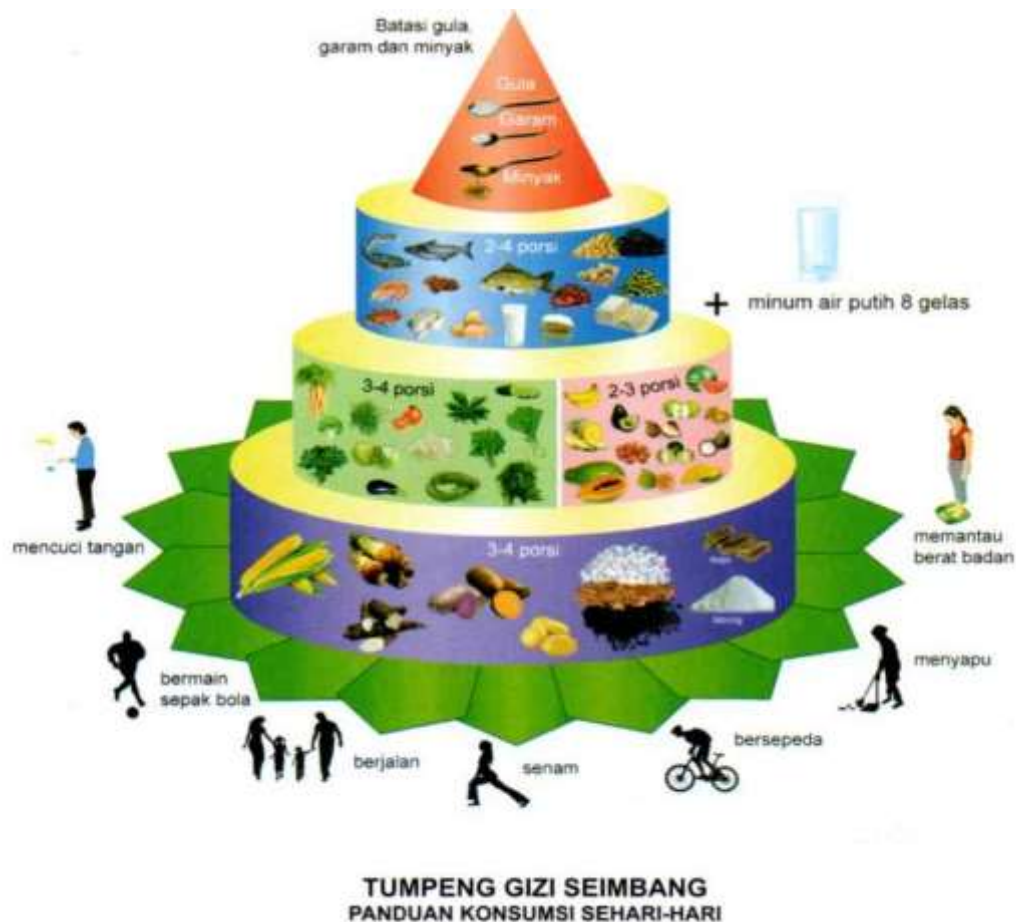 Batasi gula,
garam dan minyak
Gula
Garam
Minyak
2-4 porsi
+ minum air putih 8 gelas
3-4 porsi
2-3 porsi
mencuci tangan
memantau
berat badan
3-4 porsi
bermain
sepak bola
menyapu
berjalan
senam
bersepeda
TUMPENG GIZI SEIMBANG
PANDUAN KONSUMSI SEHARI-HARI